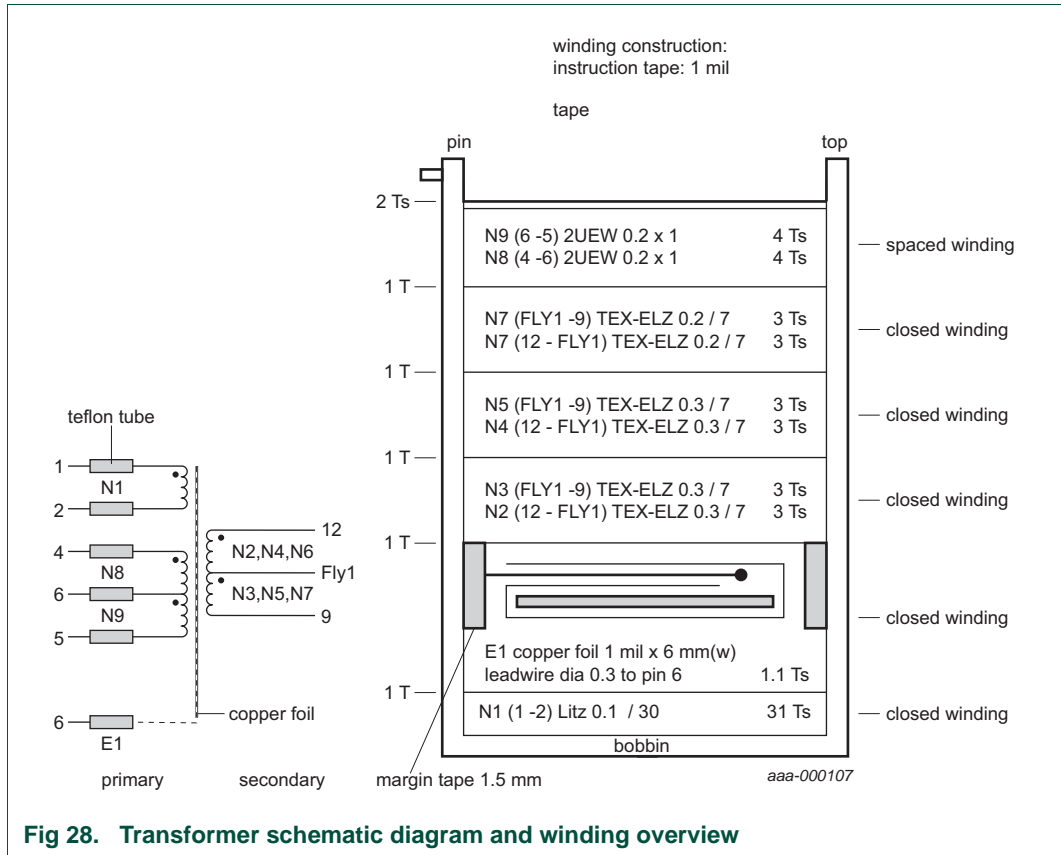 winding construction:
instruction tape: 1 mil
tape
pin
top
2 Ts
N9 (6 -5) 2UEW 0.2 x 1 4 Ts
N8 (4 -6) 2UEW 0.2 x 1 4 Ts
spaced winding
1 T
N7 (FLY1 -9) TEX-ELZ 0.2 / 7 3 Ts
N7 (12 - FLY1) TEX-ELZ 0.2 / 7 3 Ts
closed winding
1 T
N5 (FLY1 -9) TEX-ELZ 0.3 / 7 3 Ts
N4 (12 - FLY1) TEX-ELZ 0.3 / 7 3 Ts
closed winding
1 T
N3 (FLY1 -9) TEX-ELZ 0.3 / 7 3 Ts
N2 (12 - FLY1) TEX-ELZ 0.3 / 7 3 Ts
closed winding
1 T
closed winding
E1 copper foil 1 mil x 6 mm(w)
leadwire dia 0.3 to pin 6 1.1 Ts
1 T
N1 (1 -2) Litz 0.1 / 30 31 Ts
closed winding
bobbin
margin tape 1.5 mm
aaa-000107
teflon tube
1
N1
2
4
N8
6
N9
5
6
E1
12
N2,N4,N6
Fly1
N3,N5,N7
9
copper foil
primary
secondary
Fig 28. Transformer schematic diagram and winding overview